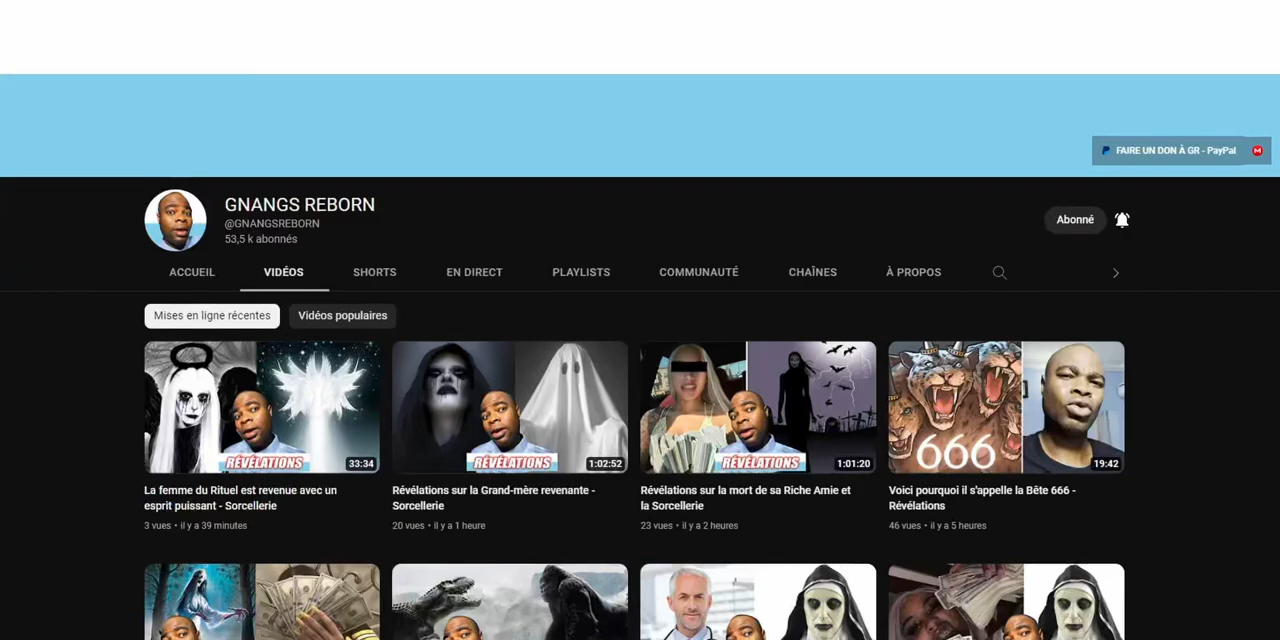 FAIRE UN DON À GR - PayPal
GNANGS REBORN
@GNANGSREBORN
53,5 k abonnés
Abonné
ACCUEIL VIDÉOS SHORTS EN DIRECT PLAYLISTS COMMUNAUTÉ CHAÎNES À PROPOS
Mises en ligne récentes Vidéos populaires
RÉVÉLATIONS
33:34
RÉVÉLATIONS
1:02:52
RÉVÉLATIONS
1:01:20
666
19:42
La femme du Rituel est revenue avec un
esprit puissant - Sorcellerie
3 vues • il y a 39 minutes
Révélations sur la Grand-mère revenante -
Sorcellerie
20 vues • il y a 1 heure
Révélations sur la mort de sa Riche Amie et
la Sorcellerie
23 vues • il y a 2 heures
Voici pourquoi il s'appelle la Bête 666 -
Révélations
46 vues • il y a 5 heures